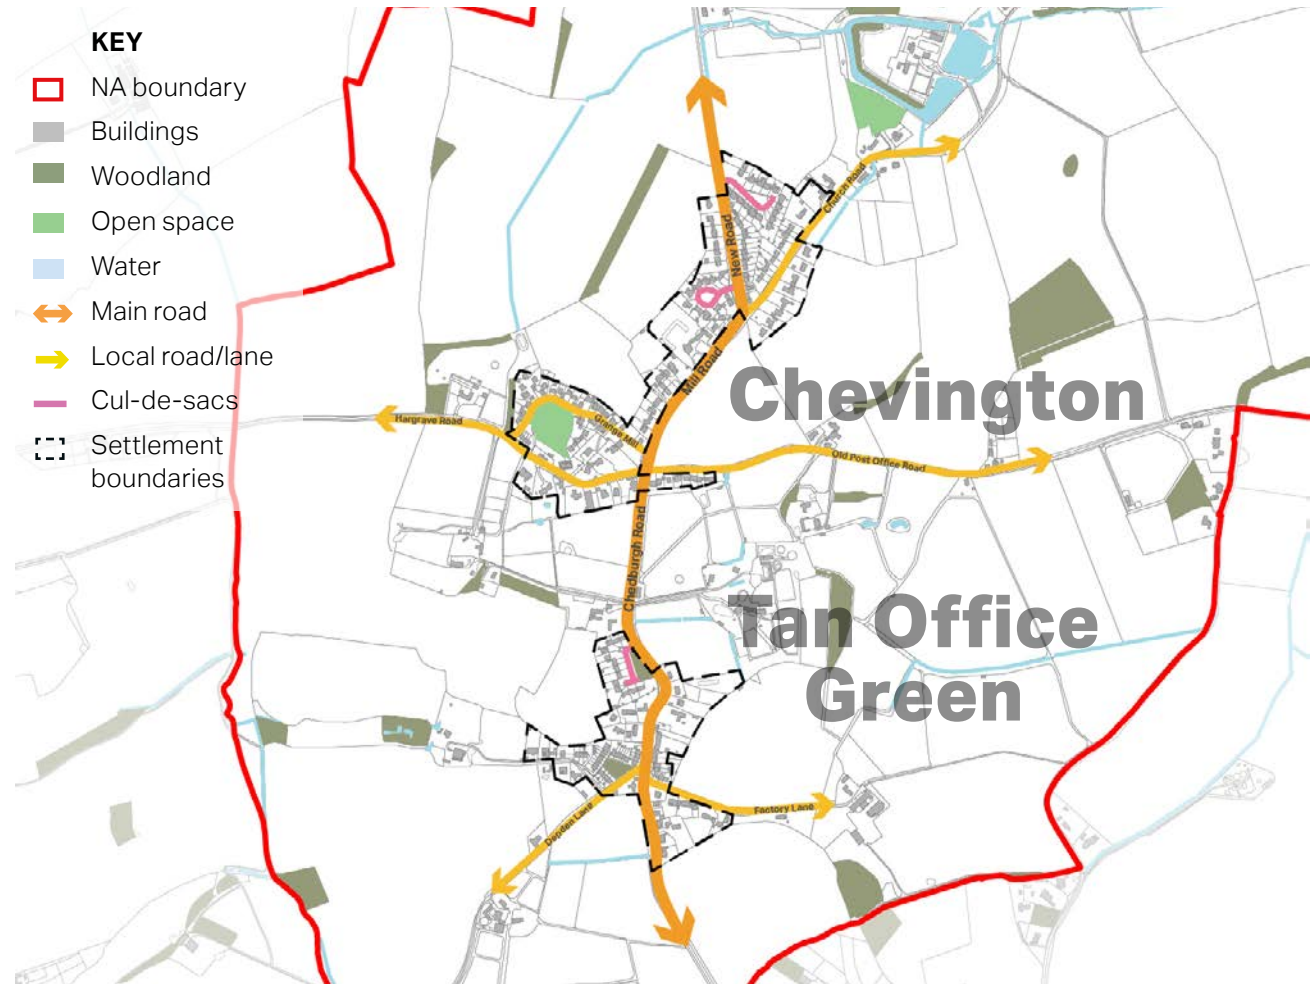 KEY
NA boundary
Buildings
Woodland
Open space
Water
Main road
Local road/lane
Cul-de-sacs
Settlement
boundaries
New Road
Church Road
Mill Road
Chevington
Hargrave Road
Grange Mill
Old Post Office Road
Chedburgh Road
Tan Office
Green
Depden Lane
Factory Lane